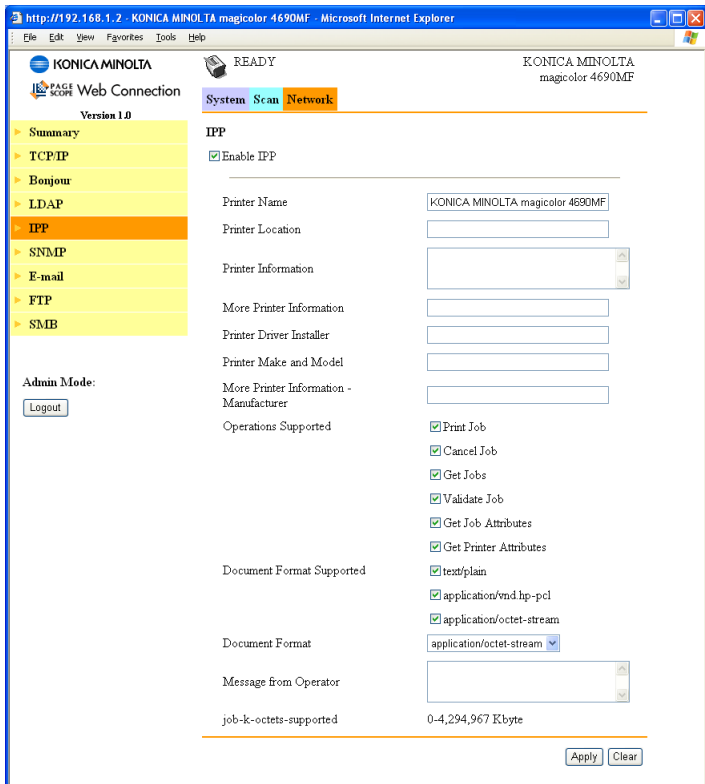 http://192.168.1.2 - KONICA MINOLTA magicolor 4690MF - Microsoft Internet Explorer
File Edit View Favorites Tools Help
KONICA MINOLTA
PAGE SCOPE Web Connection
Version 1.0
READY
KONICA MINOLTA
magicolor 4690MF
System Scan Network
Summary
TCP/IP
Bonjour
LDAP
IPP
SNMP
E-mail
FTP
SMB
Admin Mode:
Logout
IPP
Enable IPP
Printer Name KONICA MINOLTA magicolor 4690MF
Printer Location
Printer Information
More Printer Information
Printer Driver Installer
Printer Make and Model
More Printer Information -
Manufacturer
Operations Supported Print Job
Cancel Job
Get Jobs
Validate Job
Get Job Attributes
Get Printer Attributes
Document Format Supported text/plain
application/vnd.hp-pcl
application/octet-stream
Document Format application/octet-stream
Message from Operator
job-k-octets-supported 0-4,294,967 Kbyte
Apply Clear